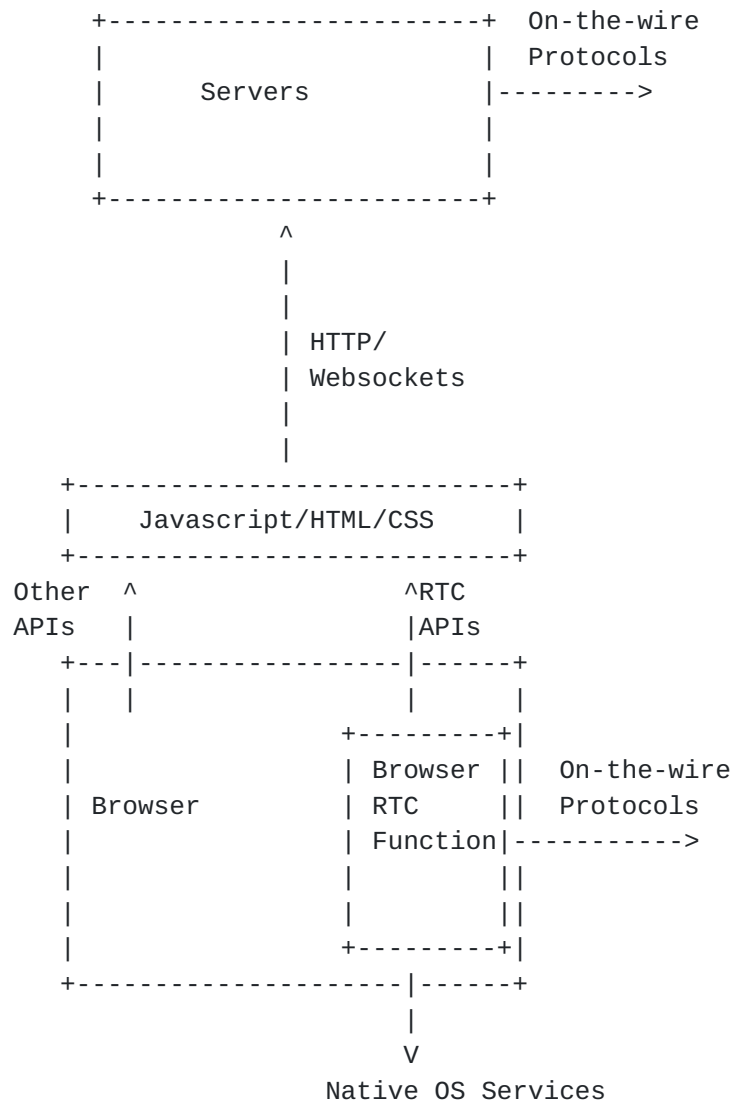 On-the-wire
Protocols
Servers
HTTP/
Websockets
Javascript/HTML/CSS
Other
RTC
APIs
APIs
Browser
On-the-wire
Browser
RTC
Protocols
Function
Native OS Services